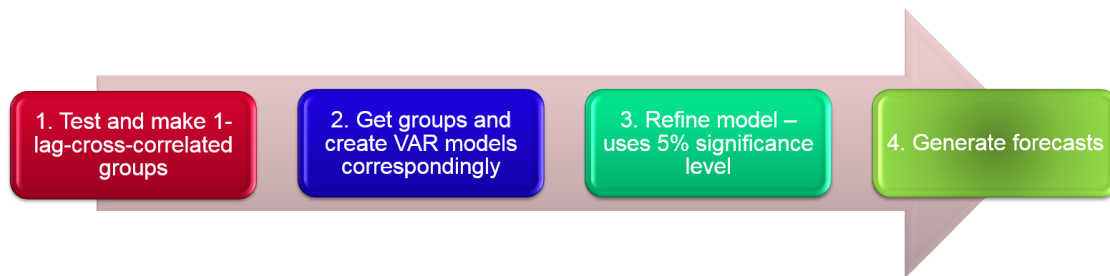 1. Test and make 1-
lag-cross-correlated
groups
2. Get groups and
create VAR models
correspondingly
3. Refine model –
uses 5% significance
level
4. Generate forecasts